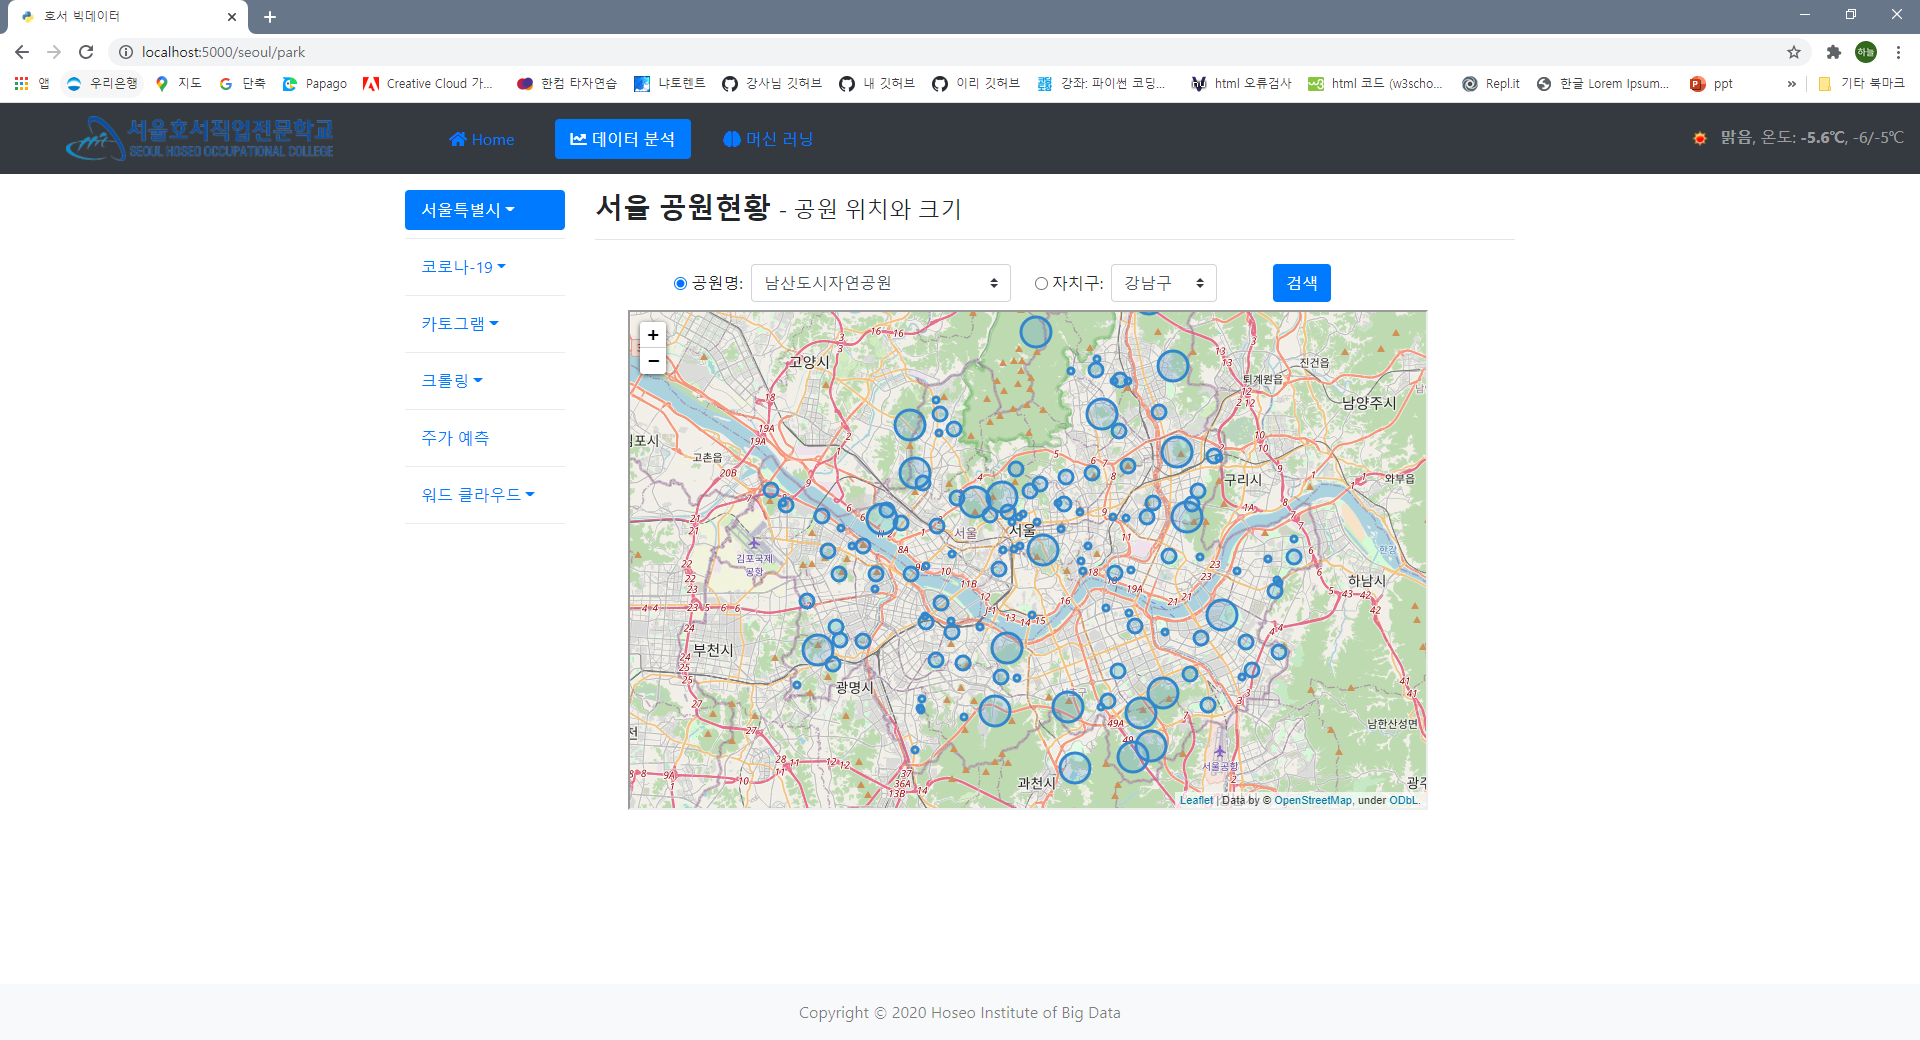 호서 빅데이터
localhost:5000/seoul/park
하늘
앱 우리은행 지도 단축 Papago Creative Cloud 가... 한컴 타자연습 나토렌트 강사님 깃허브 내 깃허브 이리 깃허브 강좌: 파이썬 코딩... html 오류검사 html 코드 (w3scho... Repl.it 한글 Lorem Ipsum... ppt » 기타 북마크
서울호서직업전문학교
SEOUL HOSEO OCCUPATIONAL COLLEGE
Home 데이터 분석 머신 러닝 맑음, 온도: -5.6℃, -6/-5℃
서울특별시
코로나-19
카토그램
크롤링
주가 예측
워드 클라우드
서울 공원현황 - 공원 위치와 크기
공원명: 남산도시자연공원 자치구: 강남구 검색
+
−
고양시
진건읍
퇴계원읍
남양주시
김포시
고촌읍
구리시
와부읍
서울
서울
김포국제
공항
한강
하남시
부천시
광명시
남한산성면
서울공항
과천시
Leaflet | Data by © OpenStreetMap, under ODbL.
Copyright © 2020 Hoseo Institute of Big Data